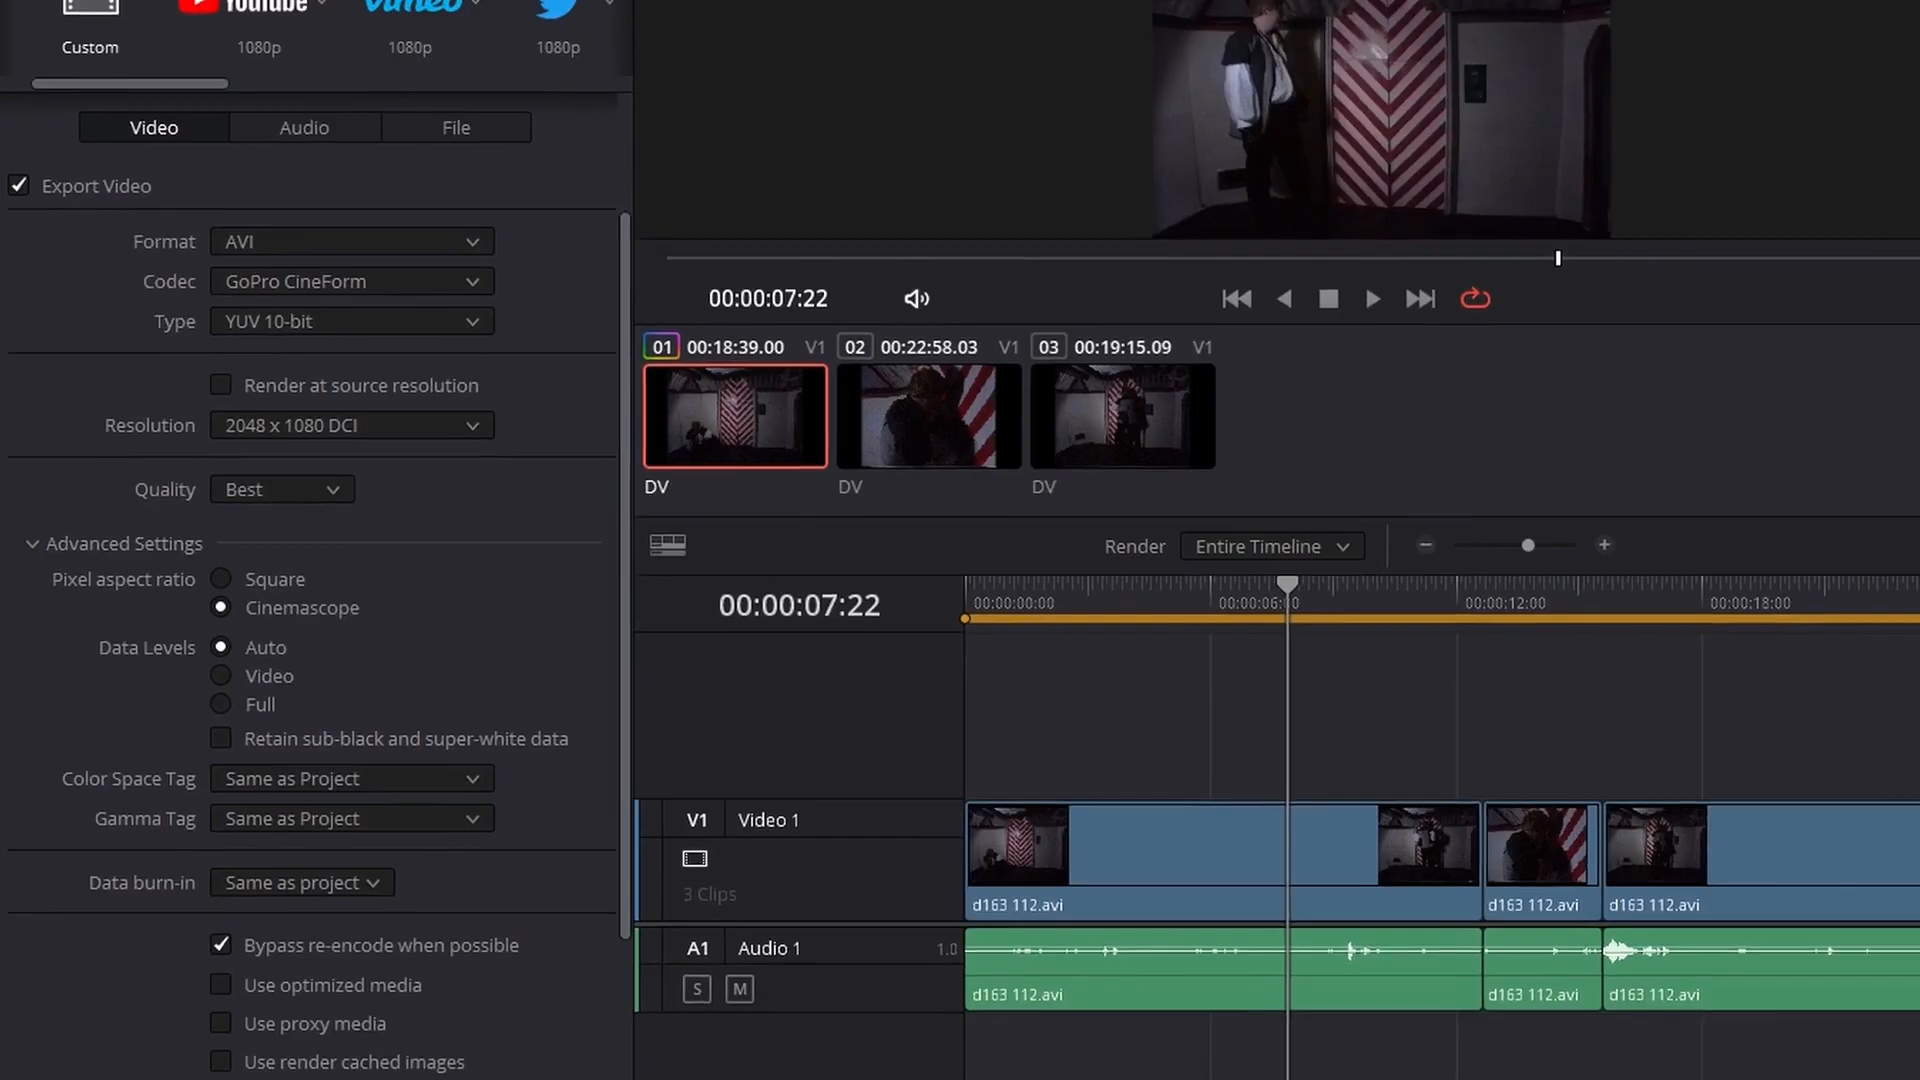 YouTube
vimeo
Custom
1080p
1080p
1080p
Video
Audio
File
Export Video
Format
AVI
Codec
GoPro CineForm
Type
YUV 10-bit
Render at source resolution
Resolution
2048 x 1080 DCI
Quality
Best
Advanced Settings
Pixel aspect ratio
Square
Cinemascope
Data Levels
Auto
Video
Full
Retain sub-black and super-white data
Color Space Tag
Same as Project
Gamma Tag
Same as Project
Data burn-in
Same as project
Bypass re-encode when possible
Use optimized media
Use proxy media
Use render cached images
00:00:07:22
01 00:18:39.00 V1
02 00:22:58.03 V1
03 00:19:15.09 V1
DV
DV
DV
Render
Entire Timeline
00:00:07:22
00:00:00:00
00:00:06:00
00:00:12:00
00:00:18:00
V1
Video 1
3 Clips
d163 112.avi
d163 112.avi
d163 112.avi
A1
Audio 1
1.0
S
M
d163 112.avi
d163 112.avi
d163 112.avi